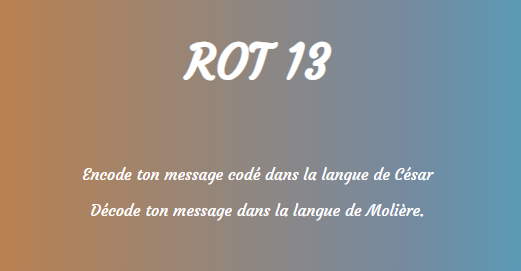 ROT 13
Encode ton message codé dans la langue de César
Décode ton message dans la langue de Molière.